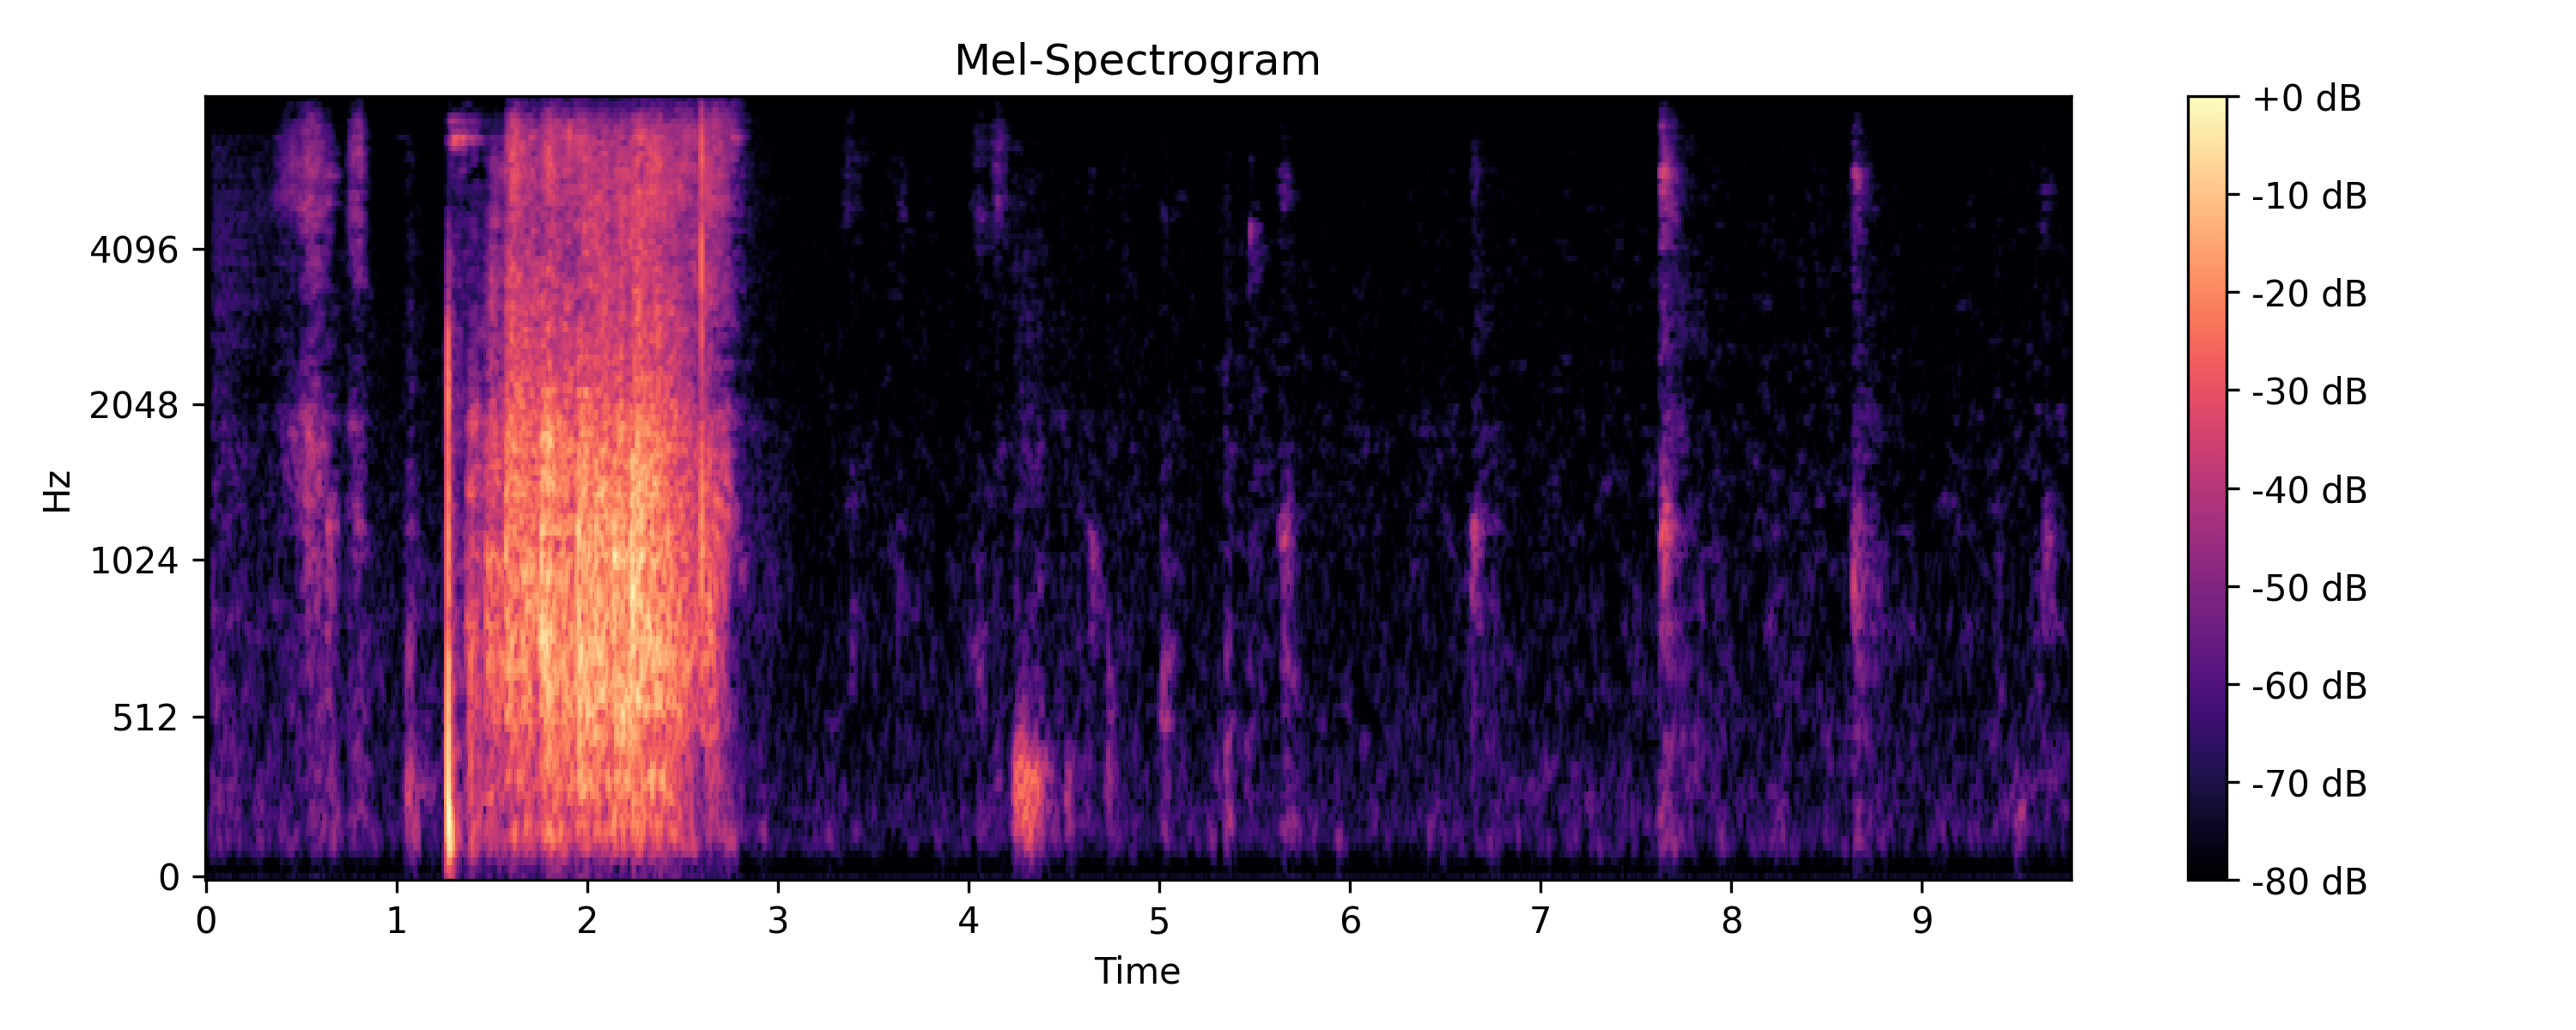 Mel-Spectrogram
+0 dB
-10 dB
-20 dB
-30 dB
-40 dB
-50 dB
-60 dB
-70 dB
-80 dB
Hz
4096
2048
1024
512
0
0 1 2 3 4 5 6 7 8 9
Time